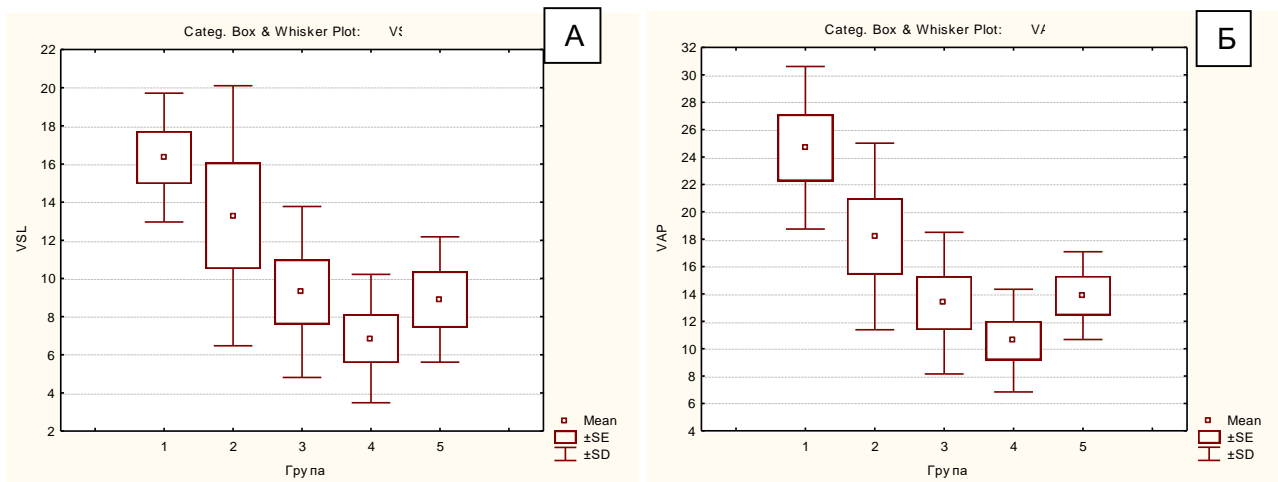 А
Categ. Box & Whisker Plot: VS
22
20
18
16
14
12
10
8
6
4
2
VSL
1 2 3 4 5
Група
Mean
±SE
±SD
Б
Categ. Box & Whisker Plot: VA
32
30
28
26
24
22
20
18
16
14
12
10
8
6
4
VAP
1 2 3 4 5
Група
Mean
±SE
±SD